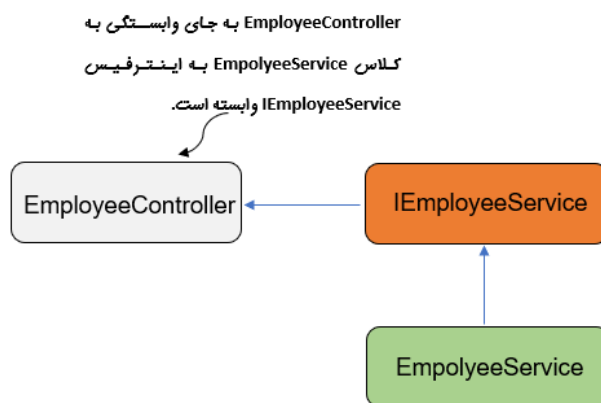 EmployeeController به جای وابستگی به
کلاس EmpolyeeService به اینترفیس
IEmployeeService وابسته است.
EmployeeController
IEmployeeService
EmpolyeeService